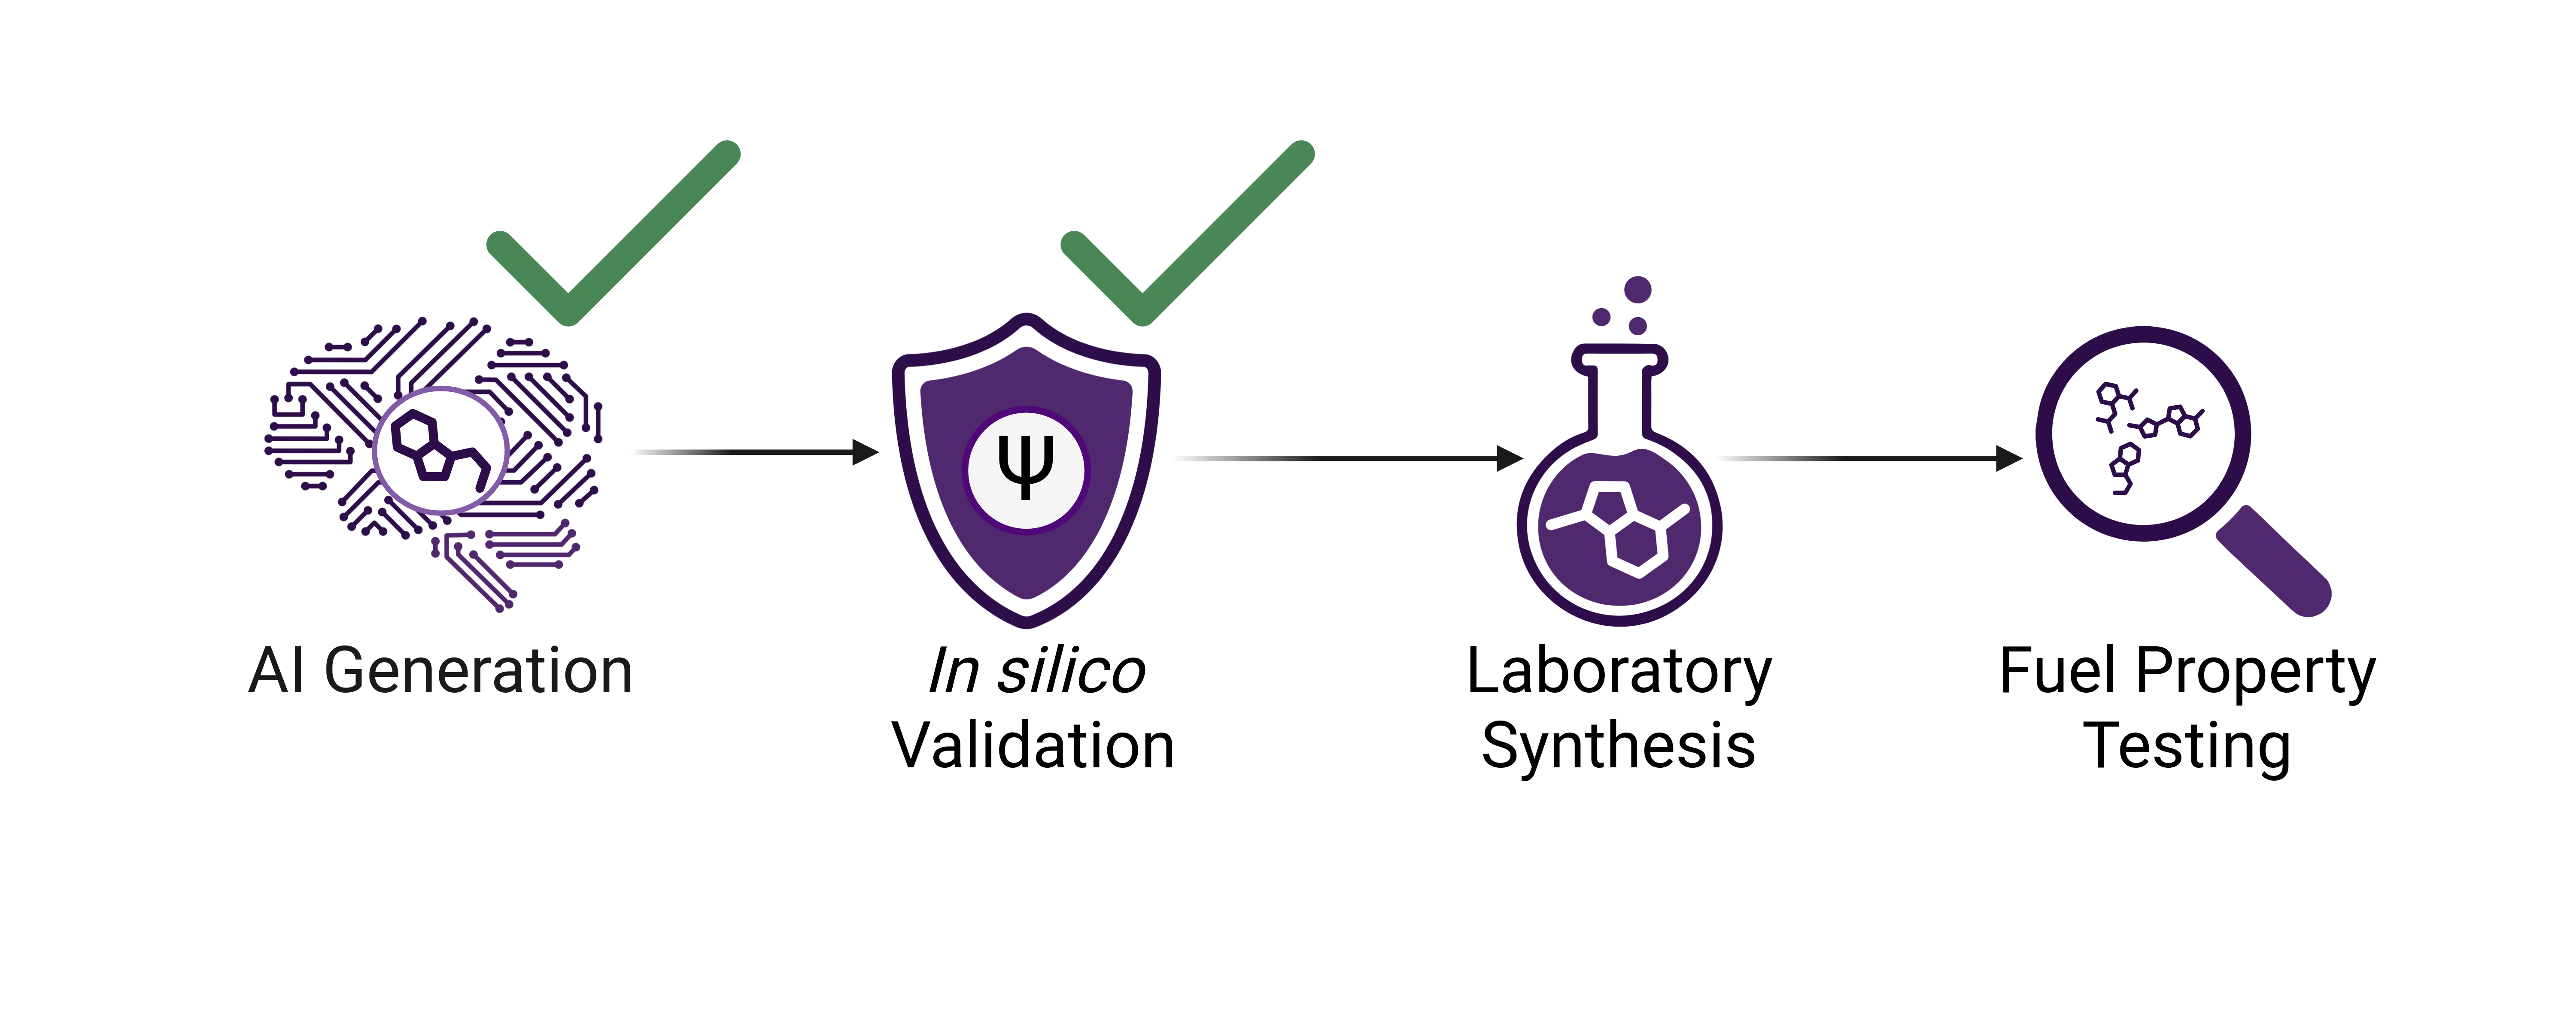 ψ
AI Generation
In silico
Validation
Laboratory
Synthesis
Fuel Property
Testing